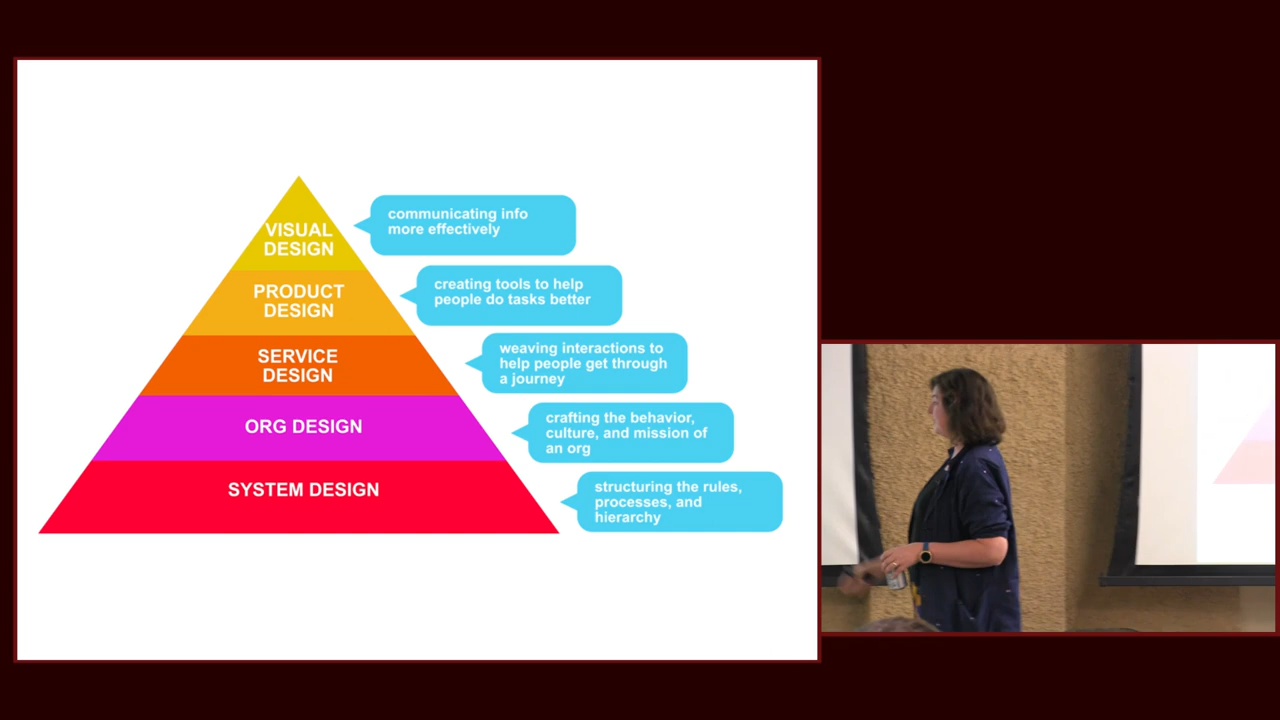 VISUAL
DESIGN
communicating info
more effectively
PRODUCT
DESIGN
creating tools to help
people do tasks better
SERVICE
DESIGN
weaving interactions to
help people get through
a journey
ORG DESIGN
crafting the behavior,
culture, and mission of
an org
SYSTEM DESIGN
structuring the rules,
processes, and
hierarchy